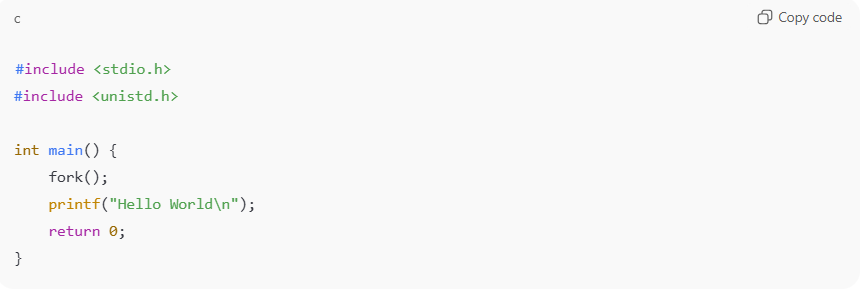 c
Copy code
#include <stdio.h>
#include <unistd.h>
int main() {
    fork();
    printf("Hello World\n");
    return 0;
}